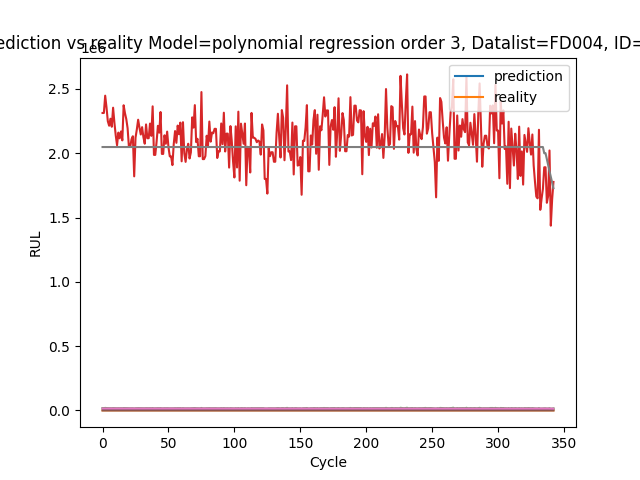 ediction vs reality Model=polynomial regression order 3, Datalist=FD004, ID=
1e6
prediction
reality
2.5
2.0
1.5
1.0
0.5
0.0
RUL
0 50 100 150 200 250 300 350
Cycle